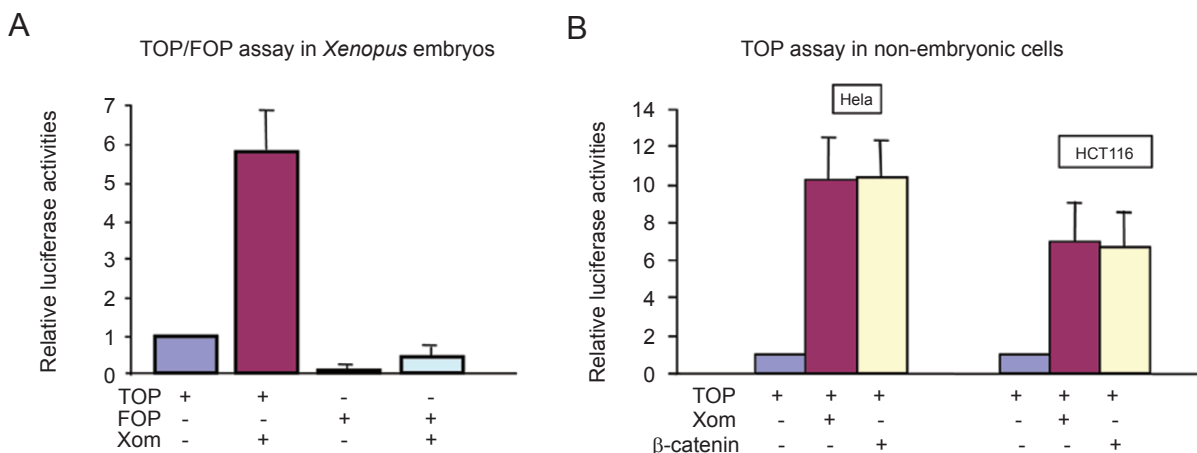 A
TOP/FOP assay in Xenopus embryos
Relative luciferase activities
7
6
5
4
3
2
1
0
TOP + + - -
FOP - - + +
Xom - + - +
B
TOP assay in non-embryonic cells
Relative luciferase activities
14
12
10
8
6
4
2
0
Hela
HCT116
TOP + + + + + +
Xom - + - - + -
β-catenin - - + - - +